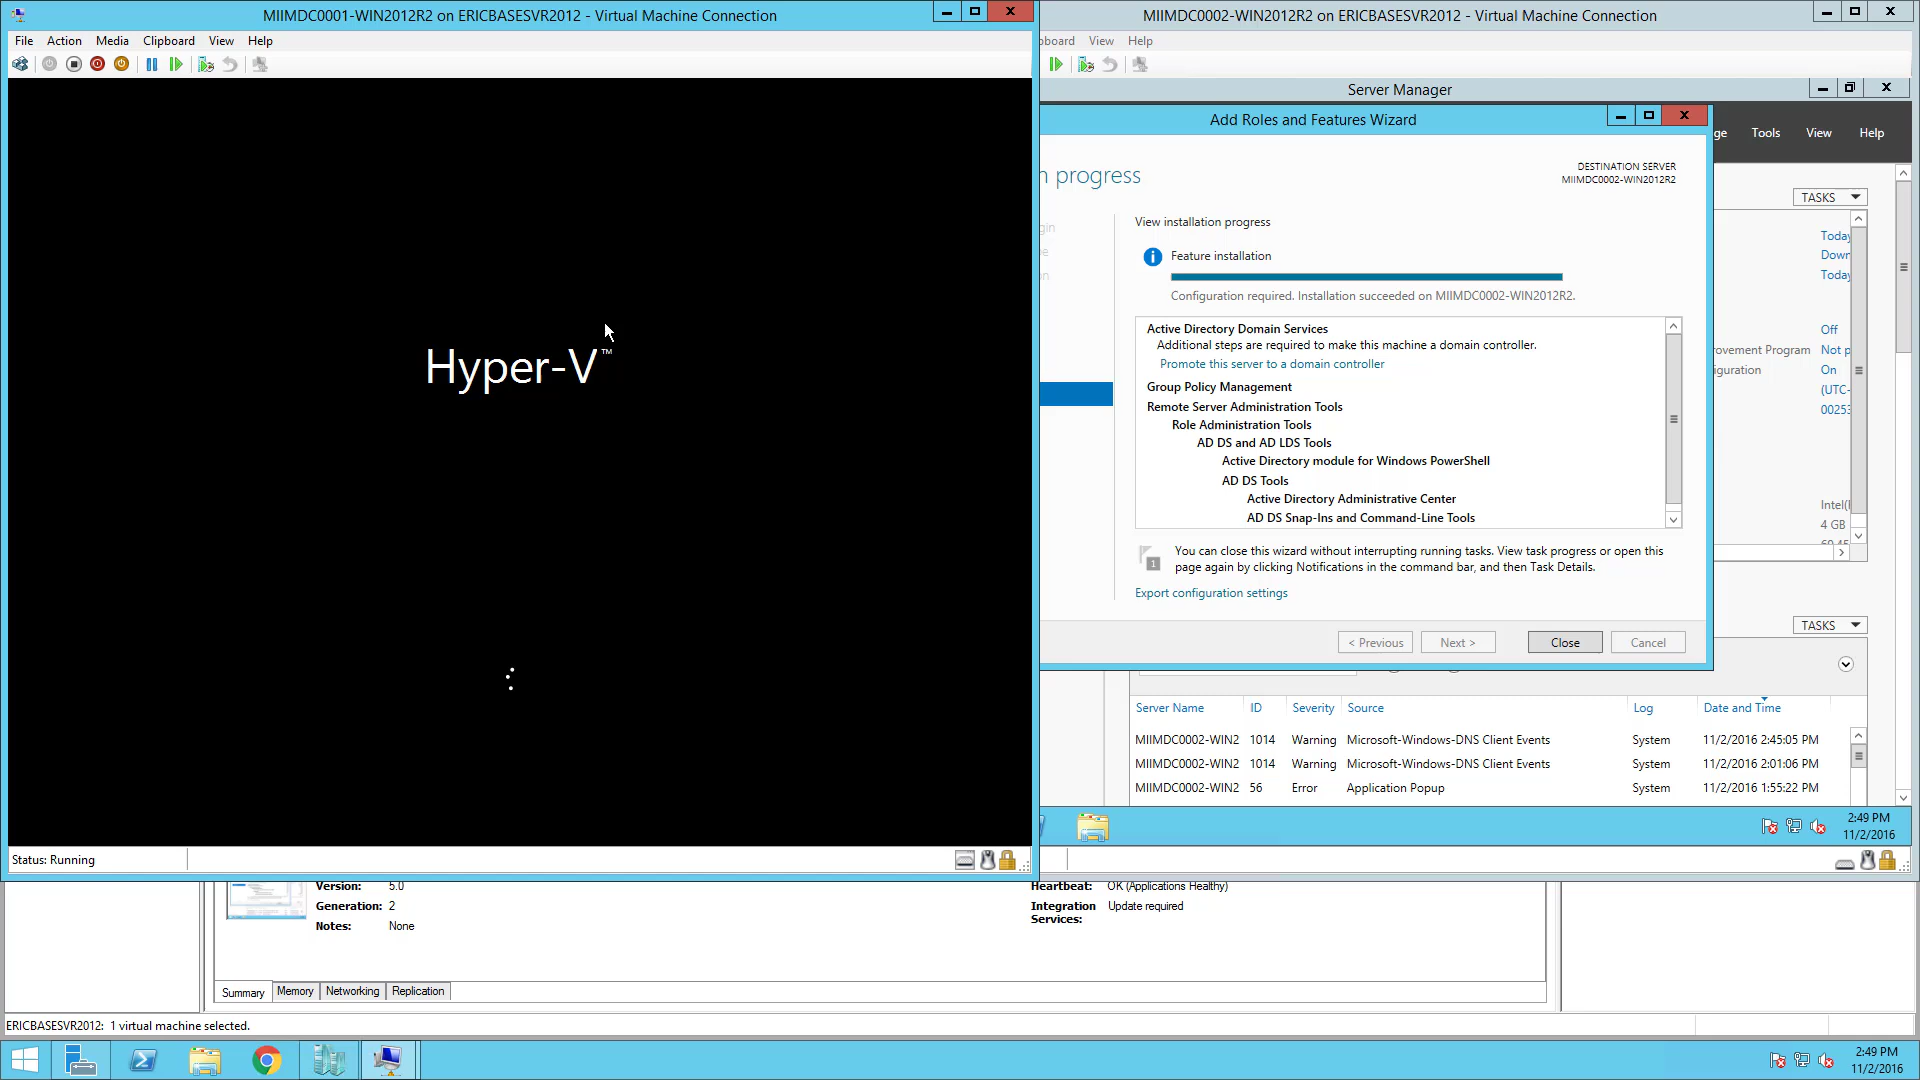 MIIMDC0001-WIN2012R2 on ERICBASESVR2012 - Virtual Machine Connection
File Action Media Clipboard View Help
Hyper-V™
Status: Running
MIIMDC0002-WIN2012R2 on ERICBASESVR2012 - Virtual Machine Connection
View Help
Server Manager
Tools View Help
Add Roles and Features Wizard
progress
DESTINATION SERVER
MIIMDC0002-WIN2012R2
View installation progress
Feature installation
Configuration required. Installation succeeded on MIIMDC0002-WIN2012R2.
Active Directory Domain Services
Additional steps are required to make this machine a domain controller.
Promote this server to a domain controller
Group Policy Management
Remote Server Administration Tools
Role Administration Tools
AD DS and AD LDS Tools
Active Directory module for Windows PowerShell
AD DS Tools
Active Directory Administrative Center
AD DS Snap-Ins and Command-Line Tools
1
You can close this wizard without interrupting running tasks. View task progress or open this
page again by clicking Notifications in the command bar, and then Task Details.
Export configuration settings
< Previous Next > Close Cancel
TASKS
Today
Down
Today
Off
Program Not p
On
(UTC-
00253
Intel(
4 GB
TASKS
Server Name ID Severity Source Log Date and Time
MIIMDC0002-WIN2 1014 Warning Microsoft-Windows-DNS Client Events System 11/2/2016 2:45:05 PM
MIIMDC0002-WIN2 1014 Warning Microsoft-Windows-DNS Client Events System 11/2/2016 2:01:06 PM
MIIMDC0002-WIN2 56 Error Application Popup System 11/2/2016 1:55:22 PM
2:49 PM
11/2/2016
Version: 5.0
Generation: 2
Notes: None
Heartbeat: OK (Applications Healthy)
Integration Update required
Services:
Summary Memory Networking Replication
ERICBASESVR2012: 1 virtual machine selected.
2:49 PM
11/2/2016